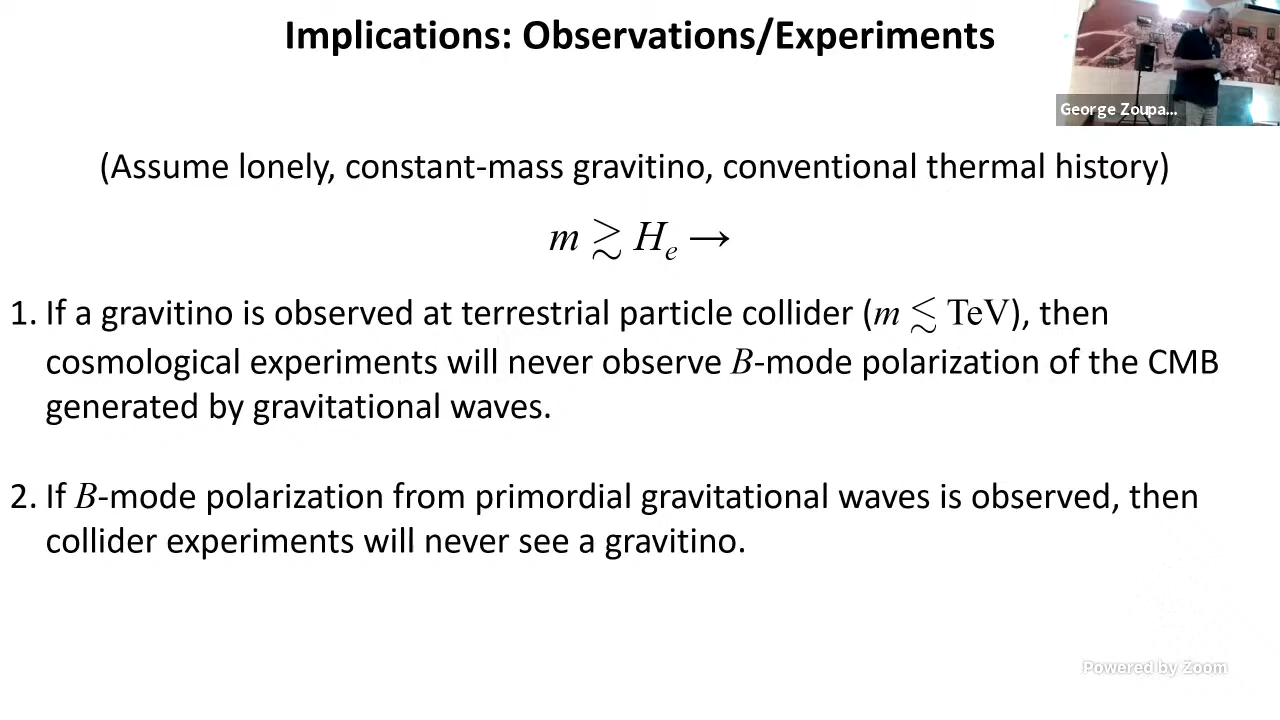 Implications: Observations/Experiments
George Zoupa...
(Assume lonely, constant-mass gravitino, conventional thermal history)
m ≳ Hₑ →
1. If a gravitino is observed at terrestrial particle collider (m ≲ TeV), then
cosmological experiments will never observe B-mode polarization of the CMB
generated by gravitational waves.
2. If B-mode polarization from primordial gravitational waves is observed, then
collider experiments will never see a gravitino.
Powered by Zoom